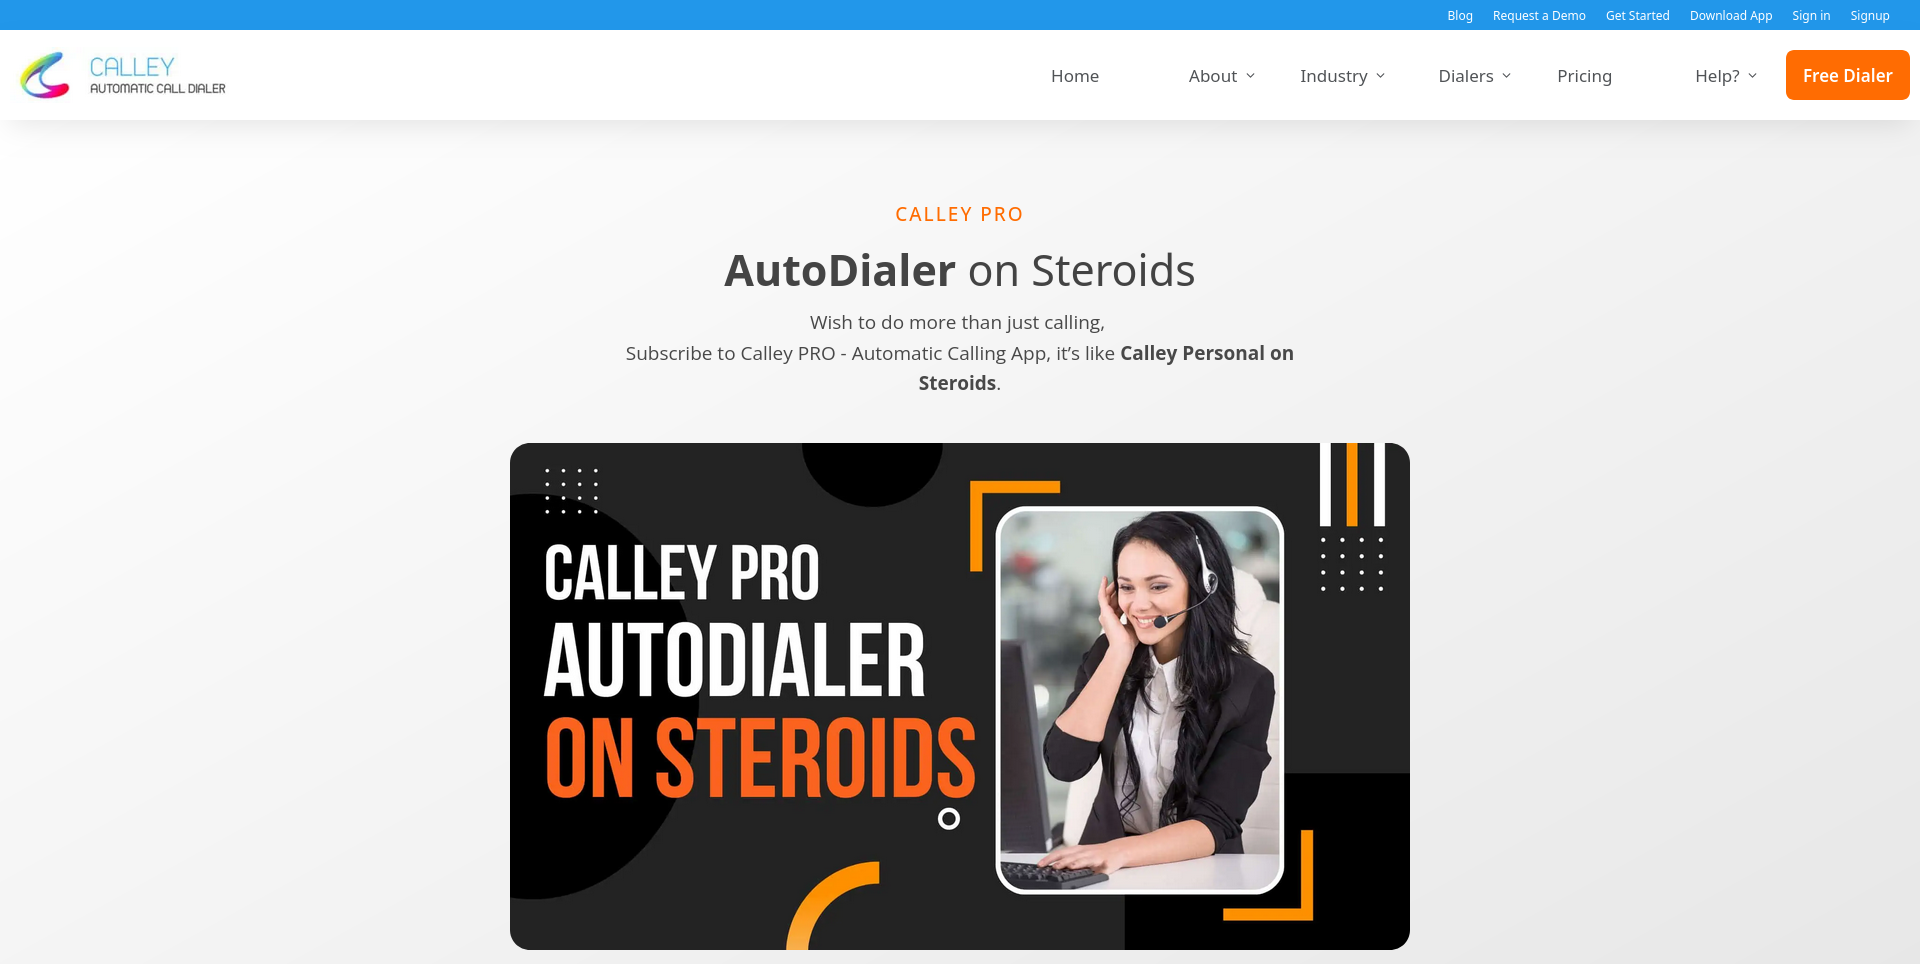 Blog Request a Demo Get Started Download App Sign in Signup
CALLEY
AUTOMATIC CALL DIALER
Home About Industry Dialers Pricing Help? Free Dialer
CALLEY PRO
AutoDialer on Steroids
Wish to do more than just calling,
Subscribe to Calley PRO - Automatic Calling App, it’s like Calley Personal on
Steroids.
CALLEY PRO
AUTODIALER
ON STEROIDS